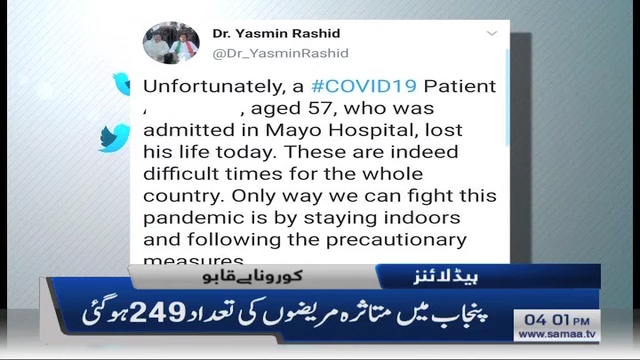 Dr. Yasmin Rashid
@Dr_YasminRashid
Unfortunately, a #COVID19 Patient
, aged 57, who was
admitted in Mayo Hospital, lost
his life today. These are indeed
difficult times for the whole
country. Only way we can fight this
pandemic is by staying indoors
and following the precautionary
measures
ہیڈلائنز
کورونا بے قابو
پنجاب میں متاثرہ مریضوں کی تعداد 249 ہوگئی
04 01 PM
www.samaa.tv